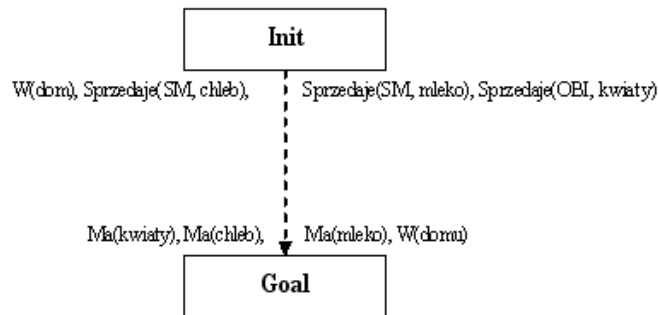 Init
W(dom), Sprzedaje(SM, chleb), Sprzedaje(SM, mleko), Sprzedaje(OBI, kwiaty)
Ma(kwiaty), Ma(chleb), Ma(mleko), W(domu)
Goal